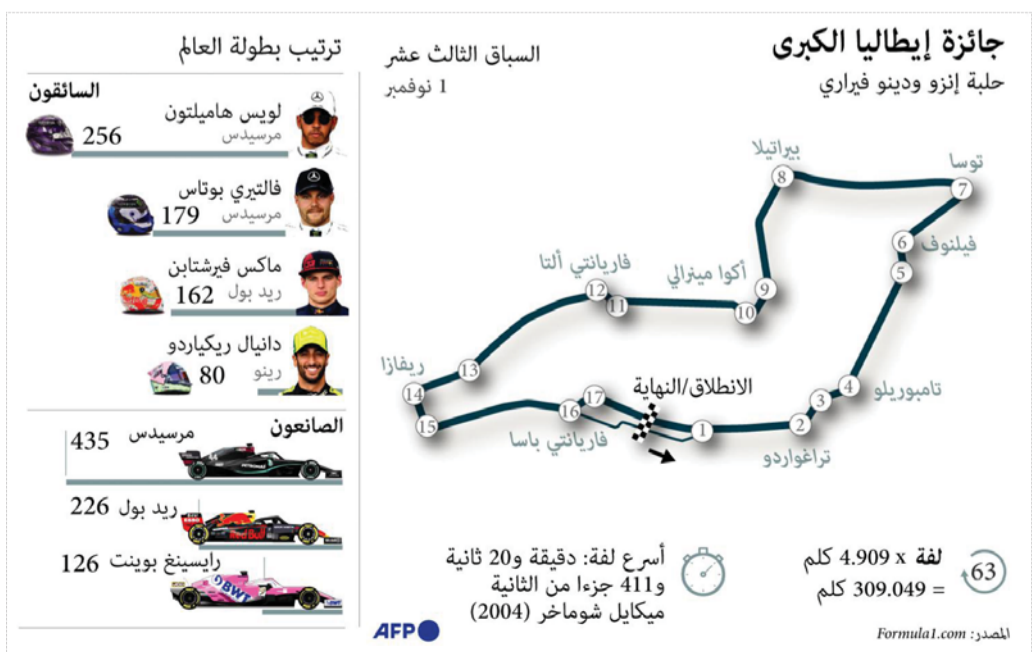 جائزة إيطاليا الكبرى
حلبة إنزو ودينو فيراري
السباق الثالث عشر
1 نوفمبر
ترتيب بطولة العالم
السائقون
لويس هاميلتون
مرسيدس
256
فالتيري بوتاس
مرسيدس
179
ماكس فيرشتابن
ريد بول
162
دانيال ريكياردو
رينو
80
الصانعون
مرسيدس
435
ريد بول
226
رايسينغ بوينت
126
توسا
7
بيراتيلا
8
فيلنوف
6
5
أكوا مينرالي
9
10
فاريانتي ألتا
12
11
تامبوريلو
4
3
2
ريفازا
13
14
15
الانطلاق/النهاية
17
16
1
فاريانتي باسا
تراغواردو
63
لفة x 4.909 كلم
= 309.049 كلم
أسرع لفة: دقيقة و20 ثانية
و411 جزءا من الثانية
ميكايل شوماخر (2004)
المصدر: Formula1.com
AFP
PETRONAS
44
Red Bull
BWT